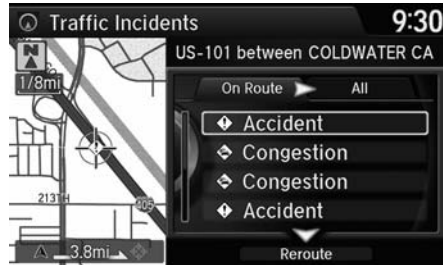 Traffic Incidents
9:30
US-101 between COLDWATER CA
N
1/8mi
On Route
All
Accident
Congestion
Congestion
Accident
213TH
405
3.8mi
Reroute